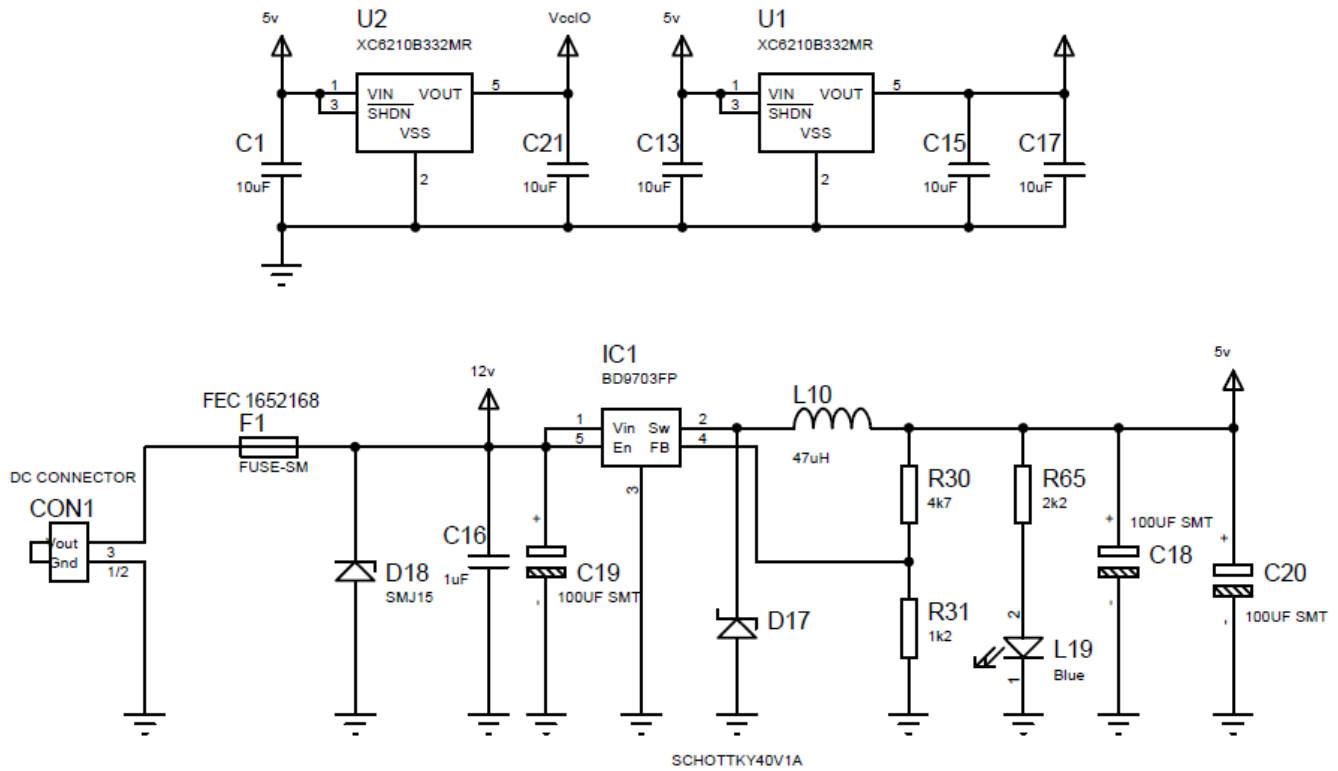 5v
U2
XC6210B332MR
VccIO
5v
U1
XC6210B332MR
1
VIN
VOUT
5
3
SHDN
VSS
2
1
VIN
VOUT
5
3
SHDN
VSS
2
C1
10uF
C21
10uF
C13
10uF
C15
10uF
C17
10uF
FEC 1652168
F1
FUSE-SM
12v
IC1
BD9703FP
1
Vin
Sw
2
5
En
FB
4
3
L10
47uH
5v
DC CONNECTOR
CON1
Vout
Gnd
3
1/2
D18
SMJ15
C16
1uF
+
C19
100UF SMT
-
D17
R30
4k7
R31
1k2
R65
2k2
2
L19
Blue
1
+
100UF SMT
C18
-
+
C20
100UF SMT
-
SCHOTTKY40V1A